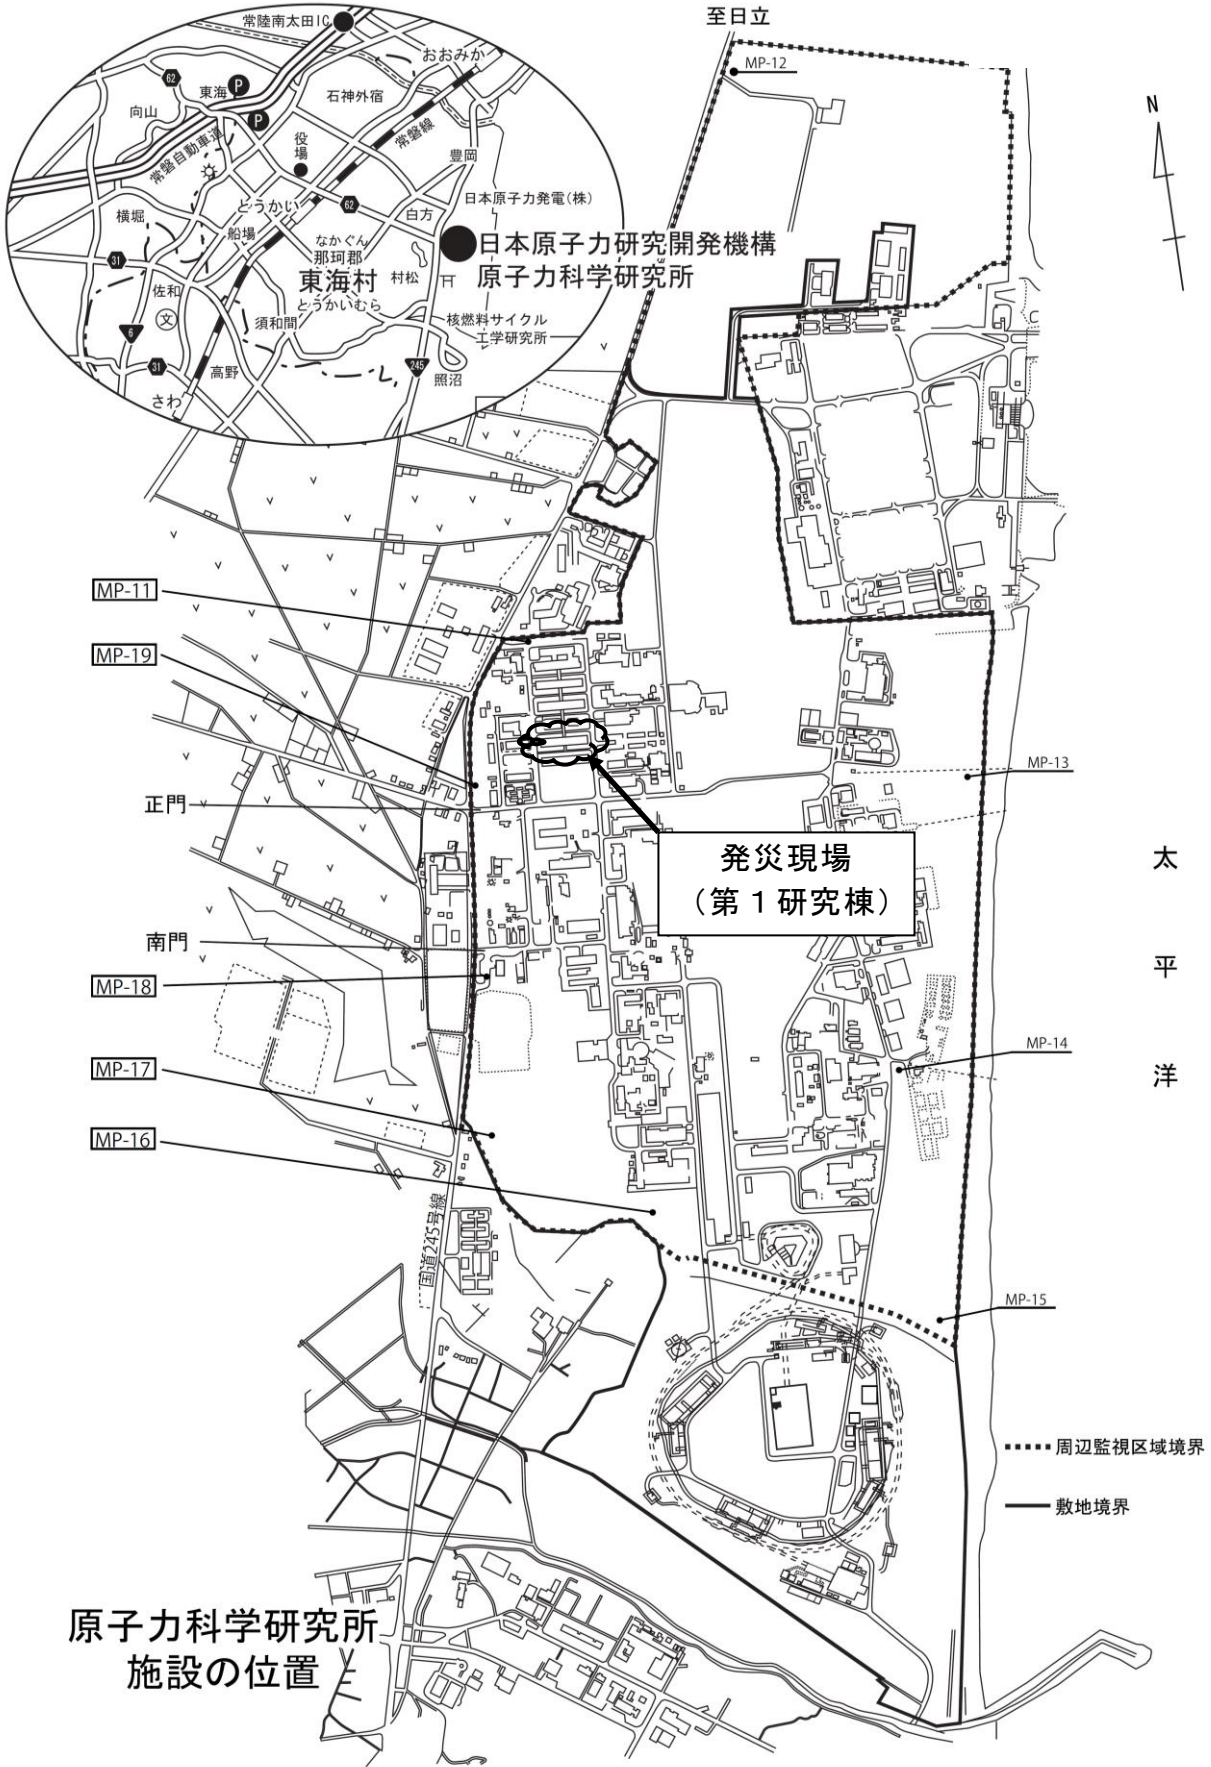 至日立
MP-12
N
常陸南太田IC
おおみか
62
東海
P
石神外宿
向山
P
常磐自動車道
役場
常磐線
豊岡
日本原子力発電(株)
横堀
とうかい
62
白方
船場
なかぐん
那珂郡
東海村
とうかいむら
村松
日本原子力研究開発機構
原子力科学研究所
31
佐和
文
6
須和間
核燃料サイクル
工学研究所
31
高野
245
照沼
さわ
MP-11
MP-19
正門
MP-13
発災現場
(第1研究棟)
太
平
洋
南門
MP-18
MP-14
MP-17
MP-16
国道245号線
MP-15
周辺監視区域境界
敷地境界
原子力科学研究所
施設の位置